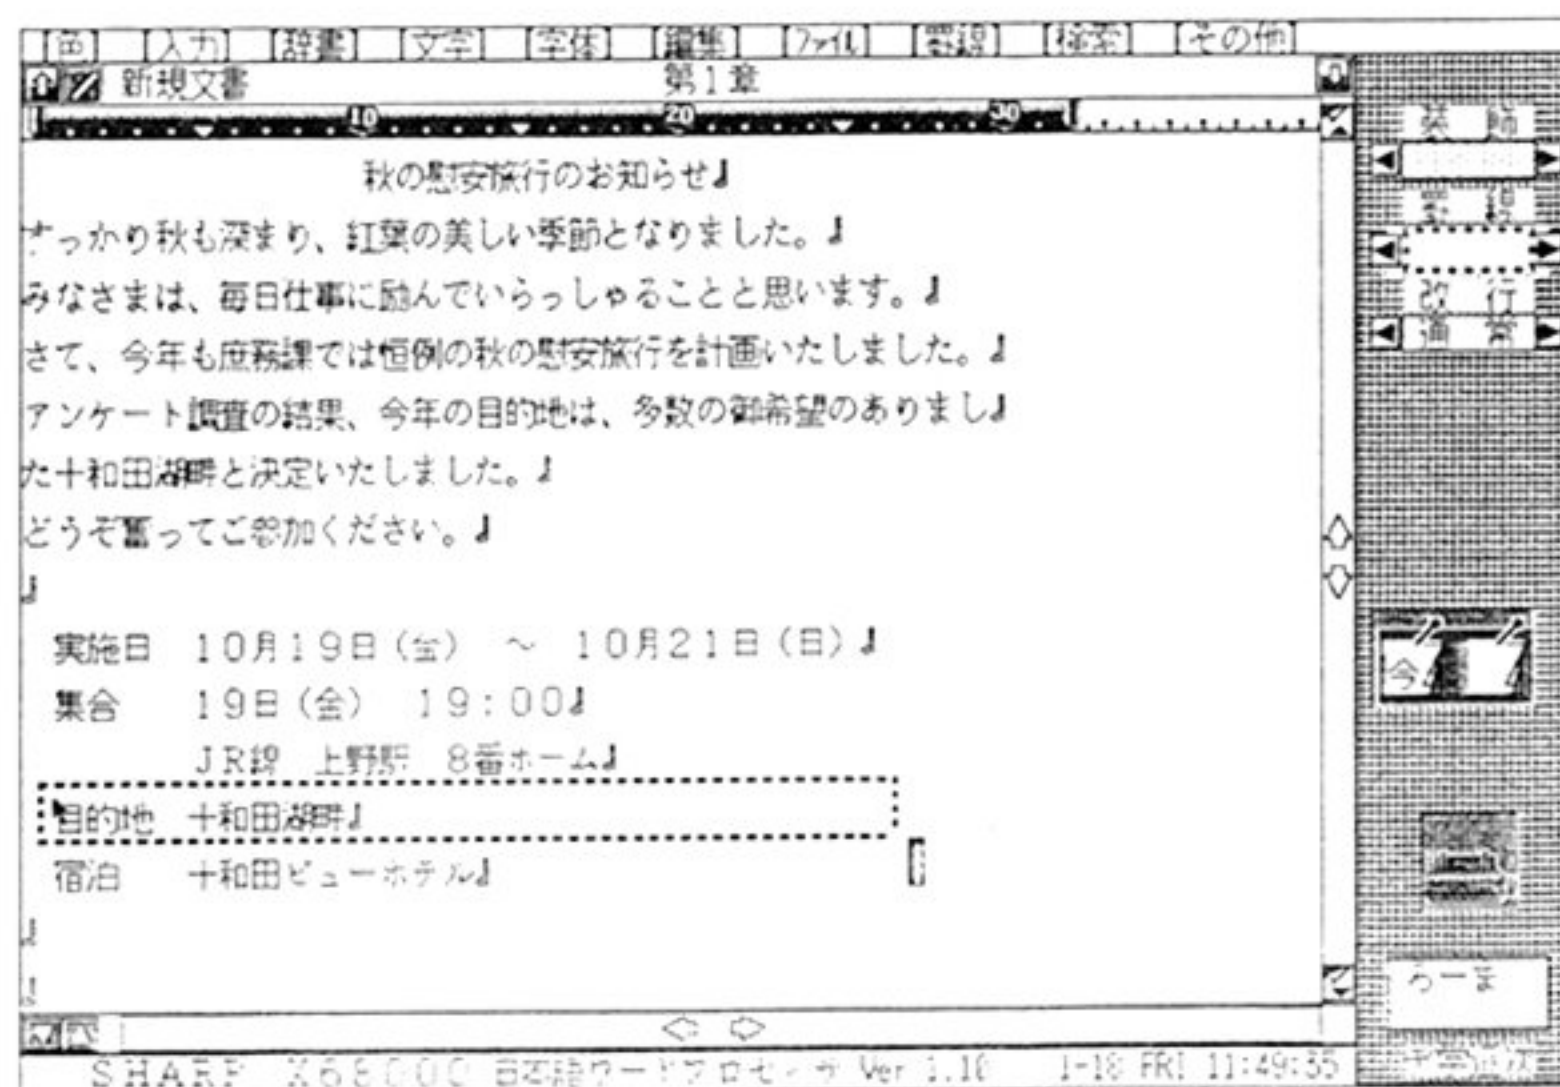 [色] [入力] [辞書] [文字] [字体] [編集] [ファイル] [罫線] [検索] [その他]
新規文書 第1章
10 20 30
秋の慰安旅行のお知らせ
すっかり秋も深まり、紅葉の美しい季節となりました。
みなさまは、毎日仕事に励んでいらっしゃることと思います。
さて、今年も庶務課では恒例の秋の慰安旅行を計画いたしました。
アンケート調査の結果、今年の目的地は、多数の御希望のありまし
た十和田湖畔と決定いたしました。
どうぞ奮ってご参加ください。
実施日 10月19日(金) ～ 10月21日(日)
集合 19日(金) 19:00
JR線 上野駅 8番ホーム
目的地 十和田湖畔
宿泊 十和田ビューホテル
装 飾
罫 線
改 行
通 常
今
ろーま
SHARP X68000 日本語ワードプロセッサ Ver 1.10 1-18 FRI 11:49:35